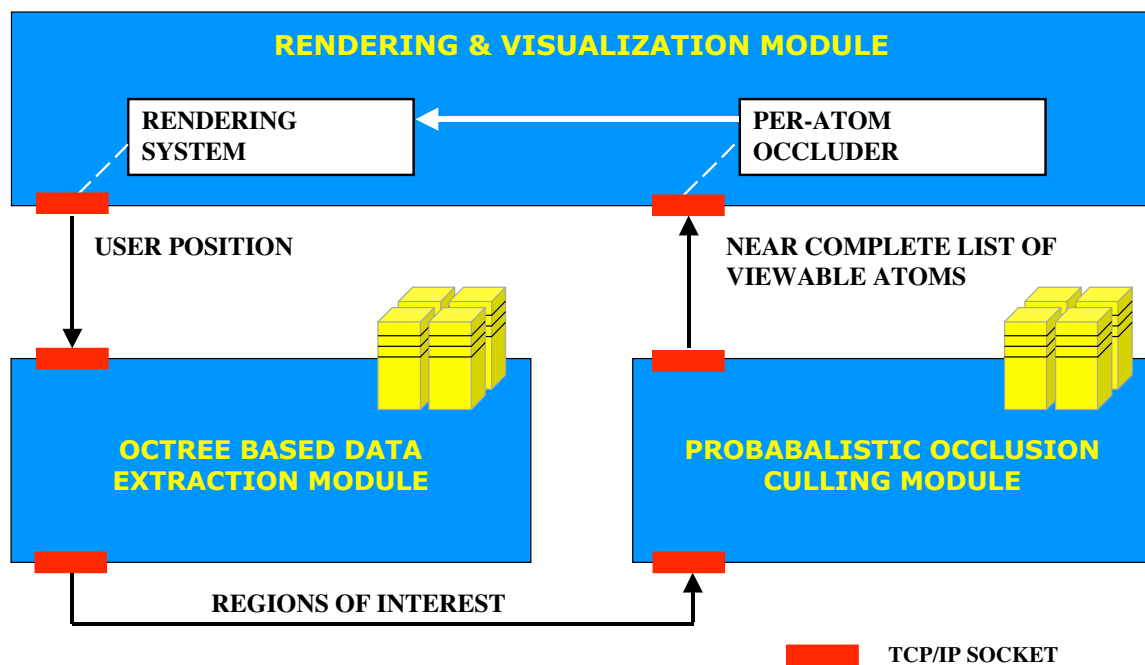 RENDERING & VISUALIZATION MODULE
RENDERING
SYSTEM
PER-ATOM
OCCLUDER
USER POSITION
NEAR COMPLETE LIST OF
VIEWABLE ATOMS
OCTREE BASED DATA
EXTRACTION MODULE
PROBABALISTIC OCCLUSION
CULLING MODULE
REGIONS OF INTEREST
TCP/IP SOCKET